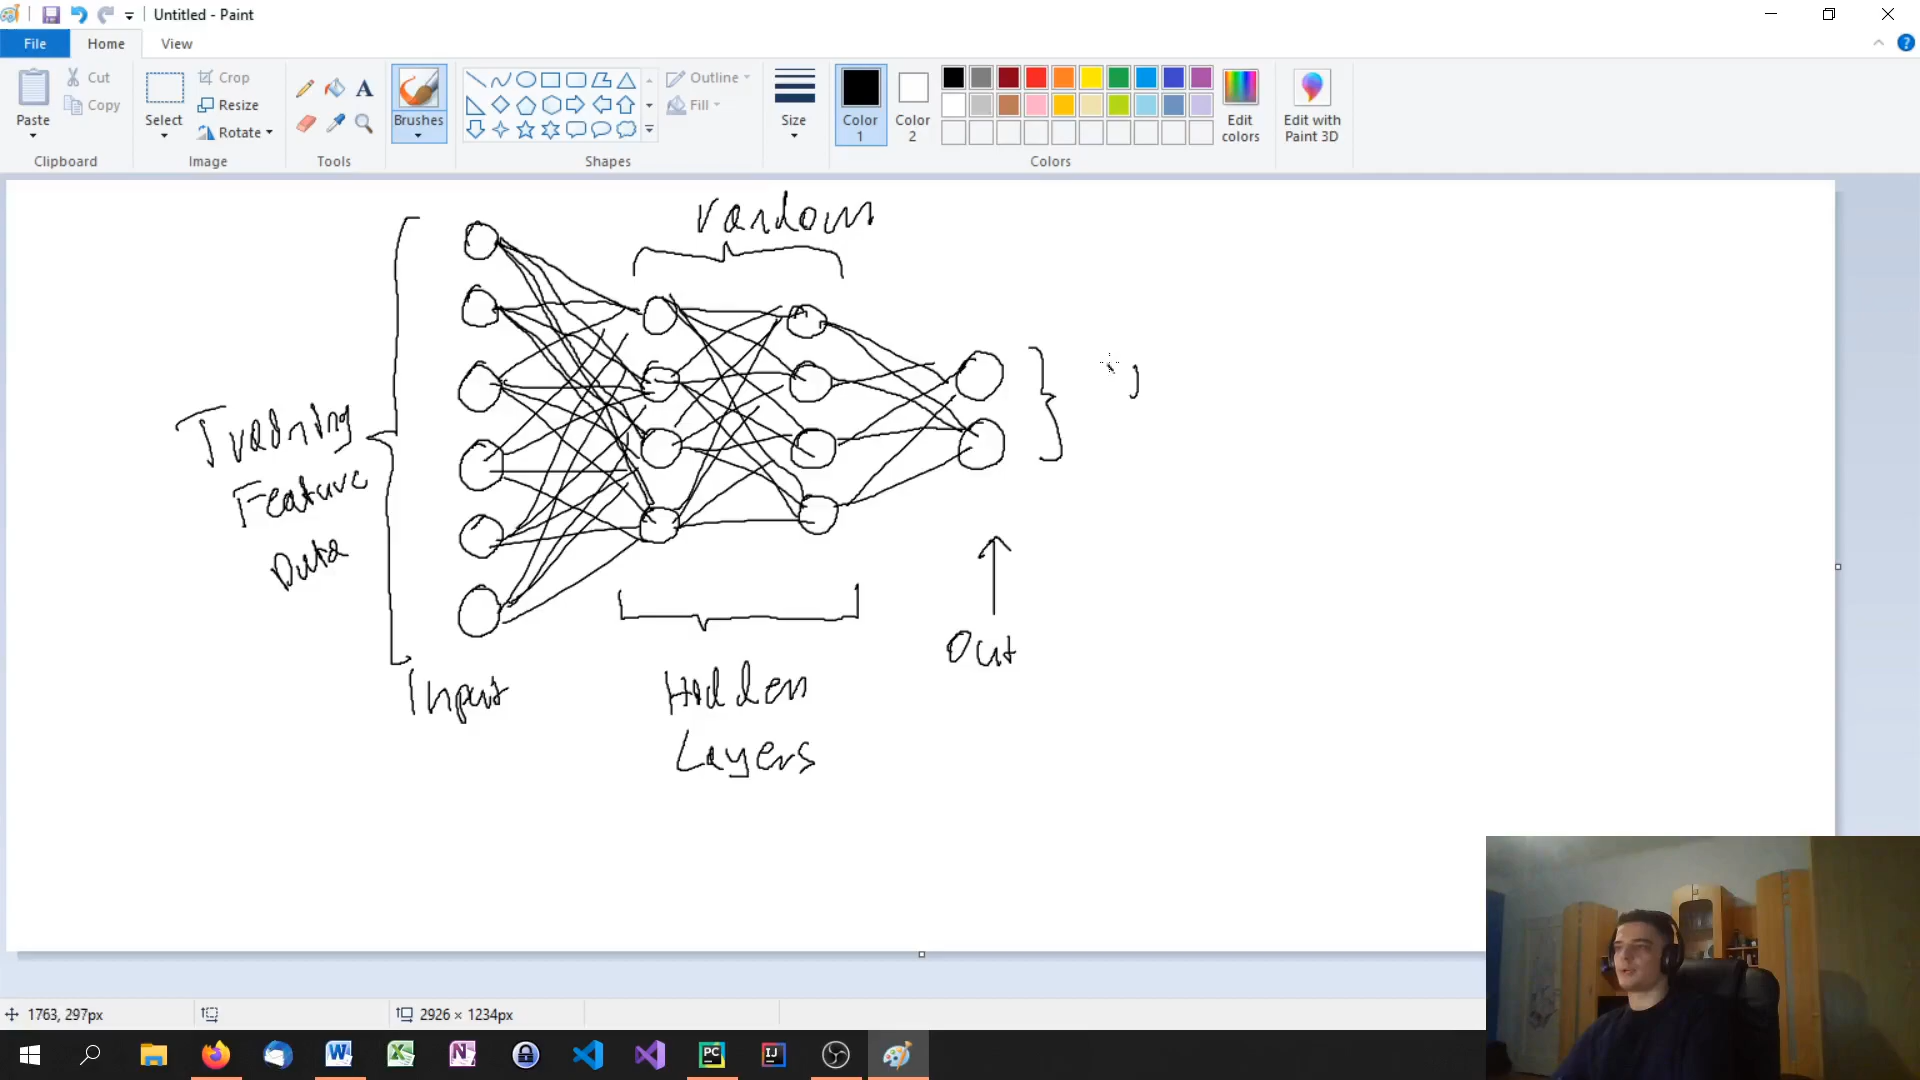 Untitled - Paint
File
Home
View
Paste
Cut
Copy
Clipboard
Select
Crop
Resize
Rotate
Image
Tools
A
Brushes
Shapes
Outline
Fill
Size
Color
1
Color
2
Colors
Edit
colors
Edit with
Paint 3D
random
Training
Feature
Data
Input
Hidden
Layers
Out
1763, 297px
2926 × 1234px